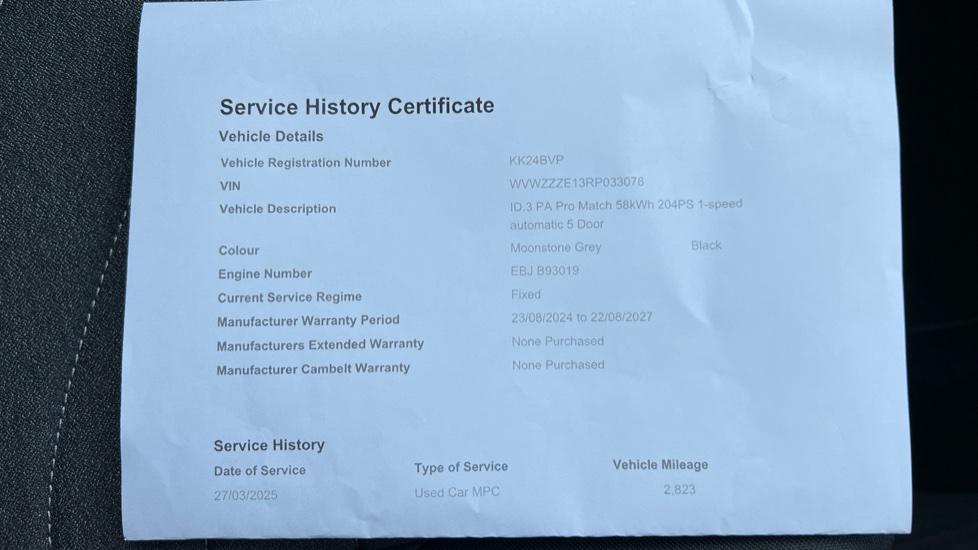 Service History Certificate
Vehicle Details
Vehicle Registration Number KK24BVP
VIN WVWZZZE13RP033078
Vehicle Description ID.3 PA Pro Match 58kWh 204PS 1-speed
automatic 5 Door
Colour Moonstone Grey Black
Engine Number EBJ B93019
Current Service Regime Fixed
Manufacturer Warranty Period 23/08/2024 to 22/08/2027
Manufacturers Extended Warranty None Purchased
Manufacturer Cambelt Warranty None Purchased
Service History
Date of Service Type of Service Vehicle Mileage
27/03/2025 Used Car MPC 2,823